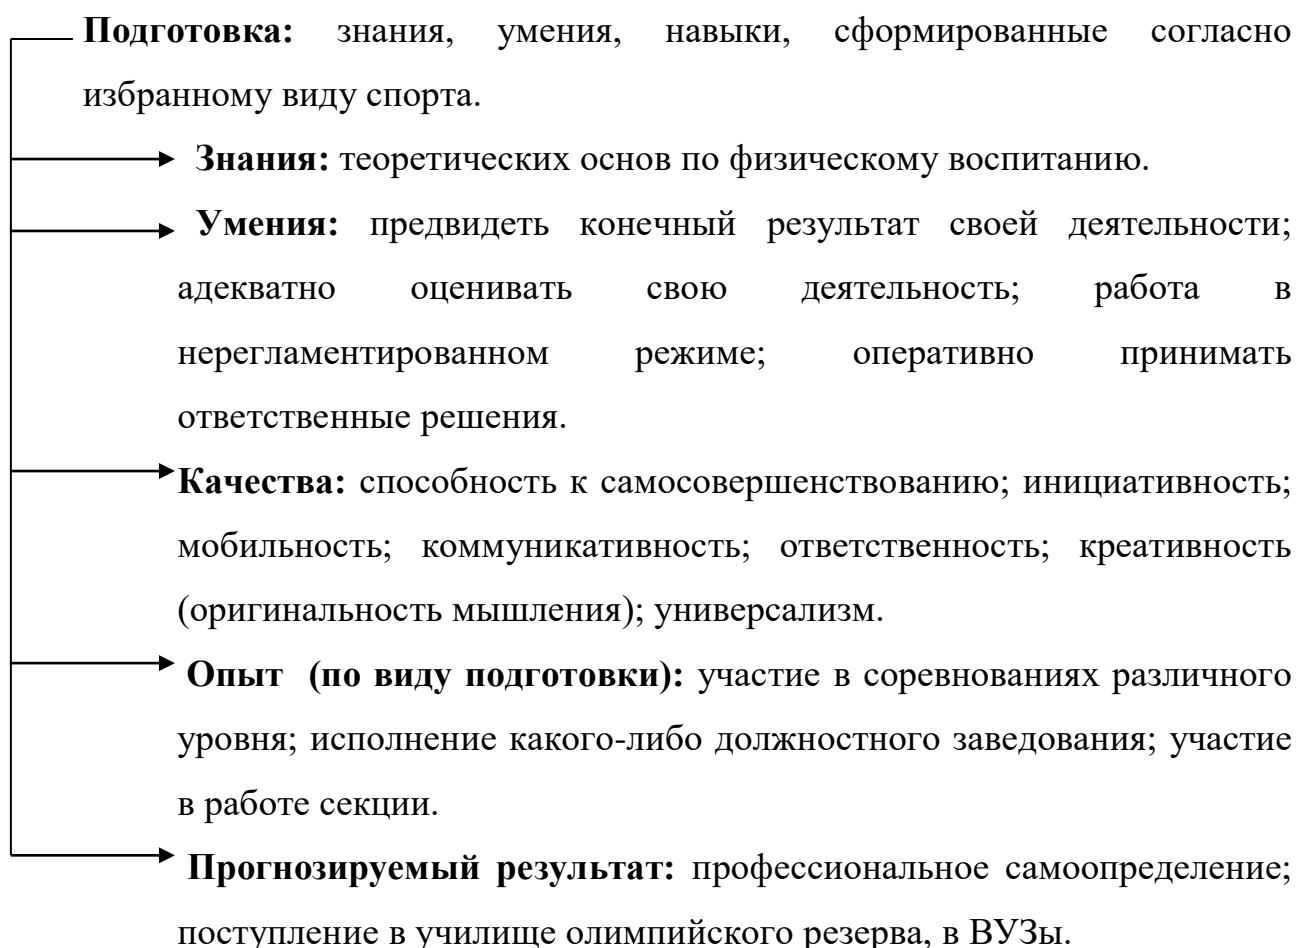 Подготовка: знания, умения, навыки, сформированные согласно
избранному виду спорта.
Знания: теоретических основ по физическому воспитанию.
Умения: предвидеть конечный результат своей деятельности;
адекватно оценивать свою деятельность; работа в
нерегламентированном режиме; оперативно принимать
ответственные решения.
Качества: способность к самосовершенствованию; инициативность;
мобильность; коммуникативность; ответственность; креативность
(оригинальность мышления); универсализм.
Опыт (по виду подготовки): участие в соревнованиях различного
уровня; исполнение какого-либо должностного заведования; участие
в работе секции.
Прогнозируемый результат: профессиональное самоопределение;
поступление в училище олимпийского резерва, в ВУЗы.